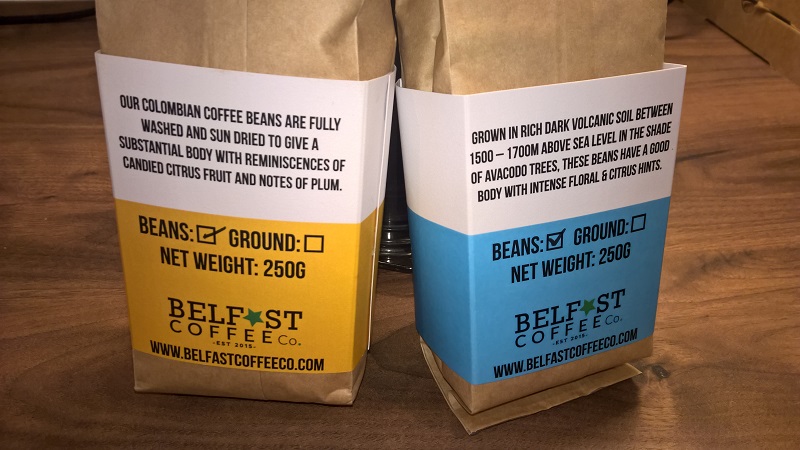 OUR COLOMBIAN COFFEE BEANS ARE FULLY
WASHED AND SUN DRIED TO GIVE A
SUBSTANTIAL BODY WITH REMINISCENCES OF
CANDIED CITRUS FRUIT AND NOTES OF PLUM.
BEANS: GROUND:
NET WEIGHT: 250G
BELFAST
COFFEE Co.
-EST 2015-
WWW.BELFASTCOFFEECO.COM
GROWN IN RICH DARK VOLCANIC SOIL BETWEEN
1500 – 1700M ABOVE SEA LEVEL IN THE SHADE
OF AVACODO TREES, THESE BEANS HAVE A GOOD
BODY WITH INTENSE FLORAL & CITRUS HINTS.
BEANS: GROUND:
NET WEIGHT: 250G
BELFAST
COFFEE Co.
-EST 2015-
WWW.BELFASTCOFFEECO.COM